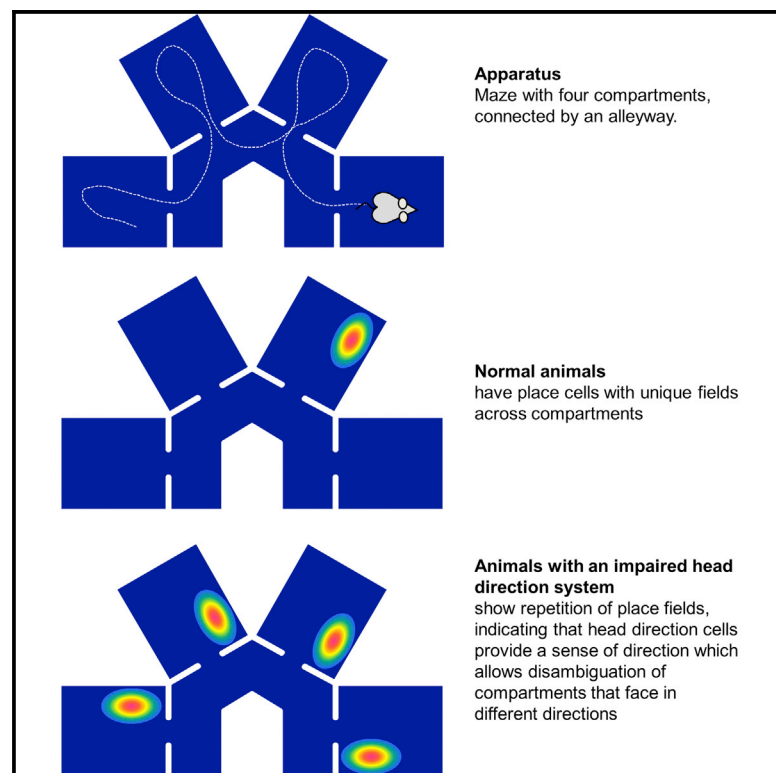 Apparatus
Maze with four compartments,
connected by an alleyway.
Normal animals
have place cells with unique fields
across compartments
Animals with an impaired head
direction system
show repetition of place fields,
indicating that head direction cells
provide a sense of direction which
allows disambiguation of
compartments that face in
different directions